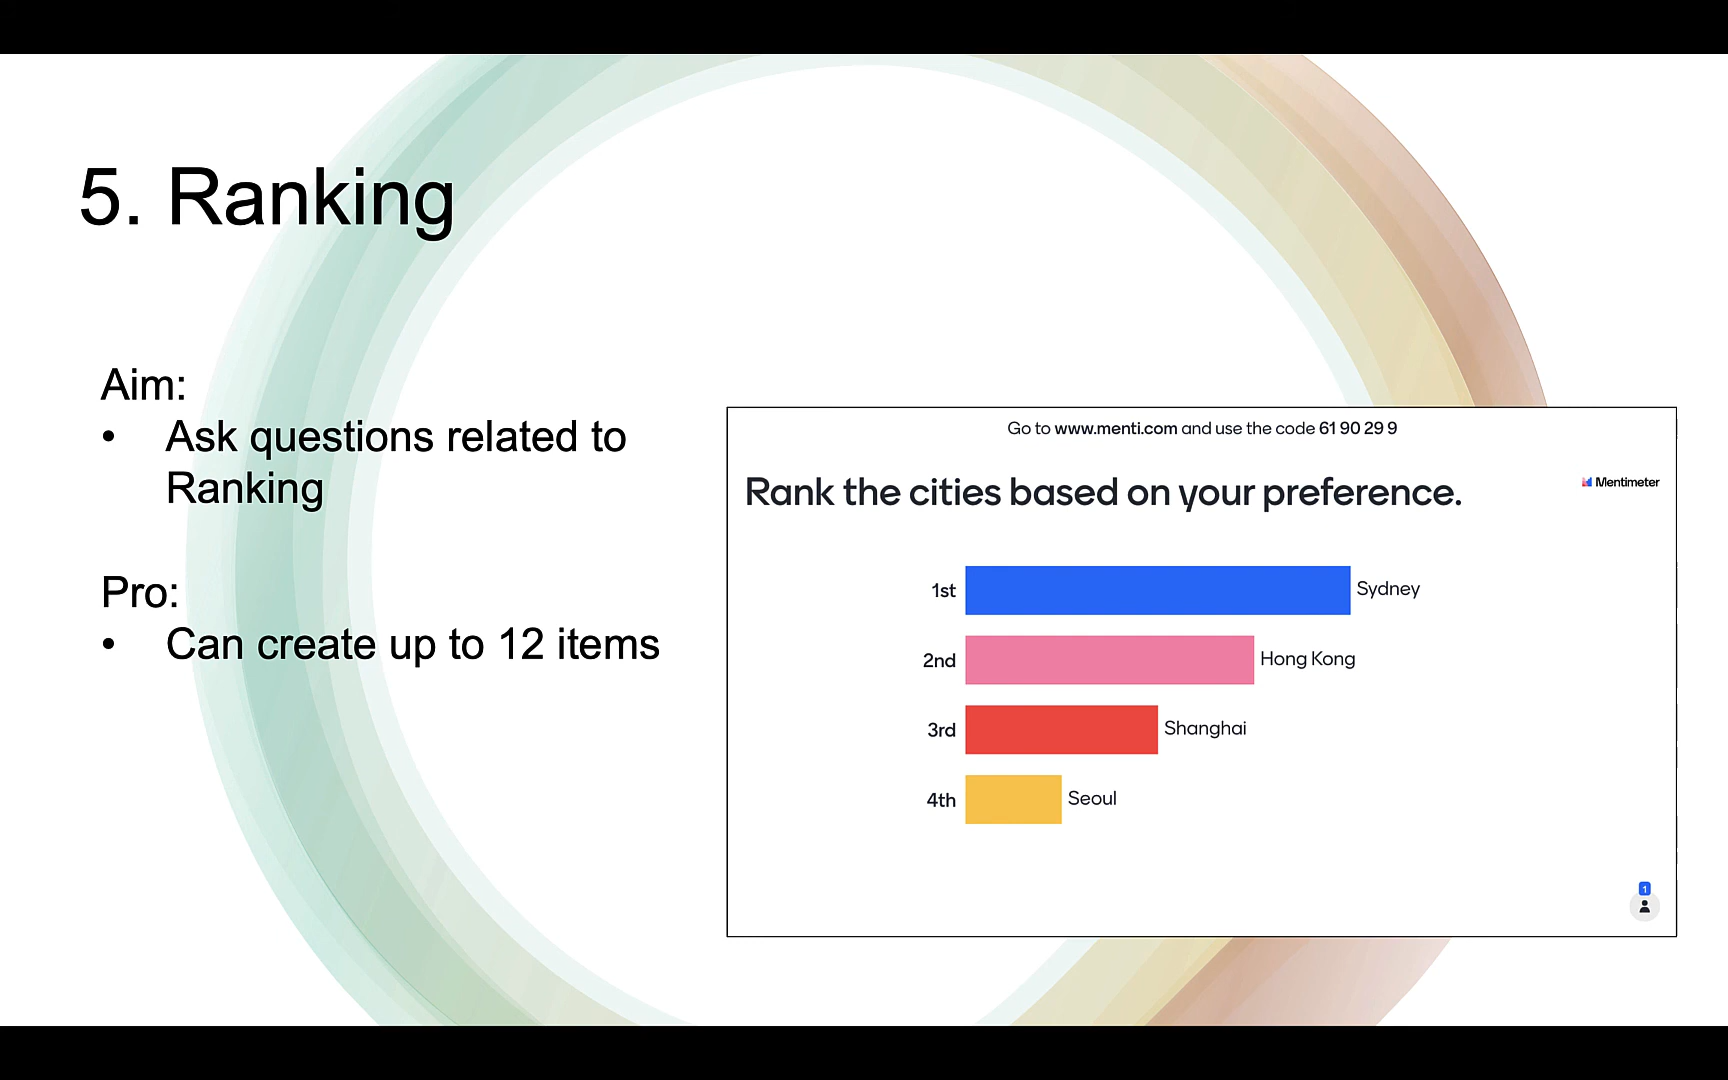 5. Ranking
Aim:
• Ask questions related to
Ranking
Pro:
• Can create up to 12 items
Go to www.menti.com and use the code 61 90 29 9
Rank the cities based on your preference.
Mentimeter
1st Sydney
2nd Hong Kong
3rd Shanghai
4th Seoul
1